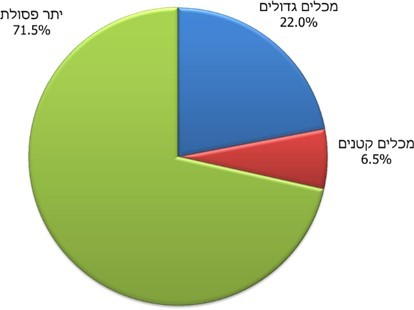 מכלים גדולים
22.0%
יתר פסולת
71.5%
מכלים קטנים
6.5%